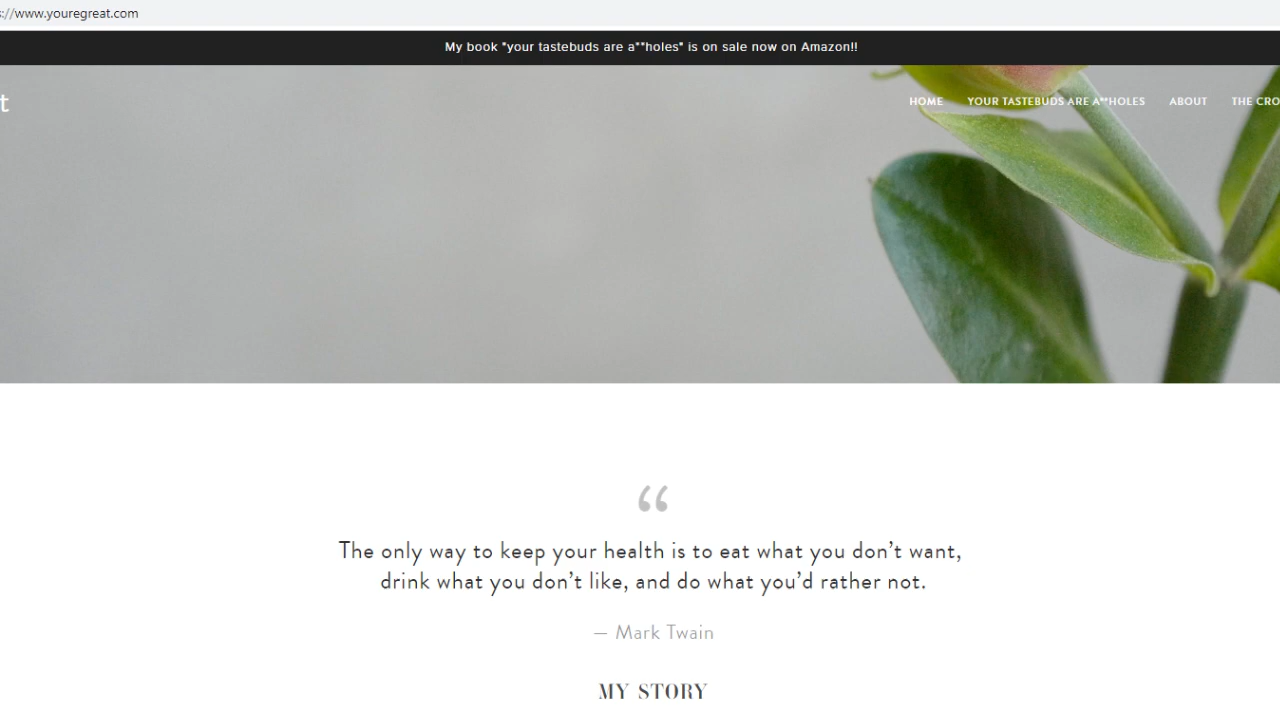 ://www.youregreat.com
My book "your tastebuds are a**holes" is on sale now on Amazon!!
t
HOME YOUR TASTEBUDS ARE A**HOLES ABOUT THE CRO
“
The only way to keep your health is to eat what you don’t want,
drink what you don’t like, and do what you’d rather not.
— Mark Twain
MY STORY